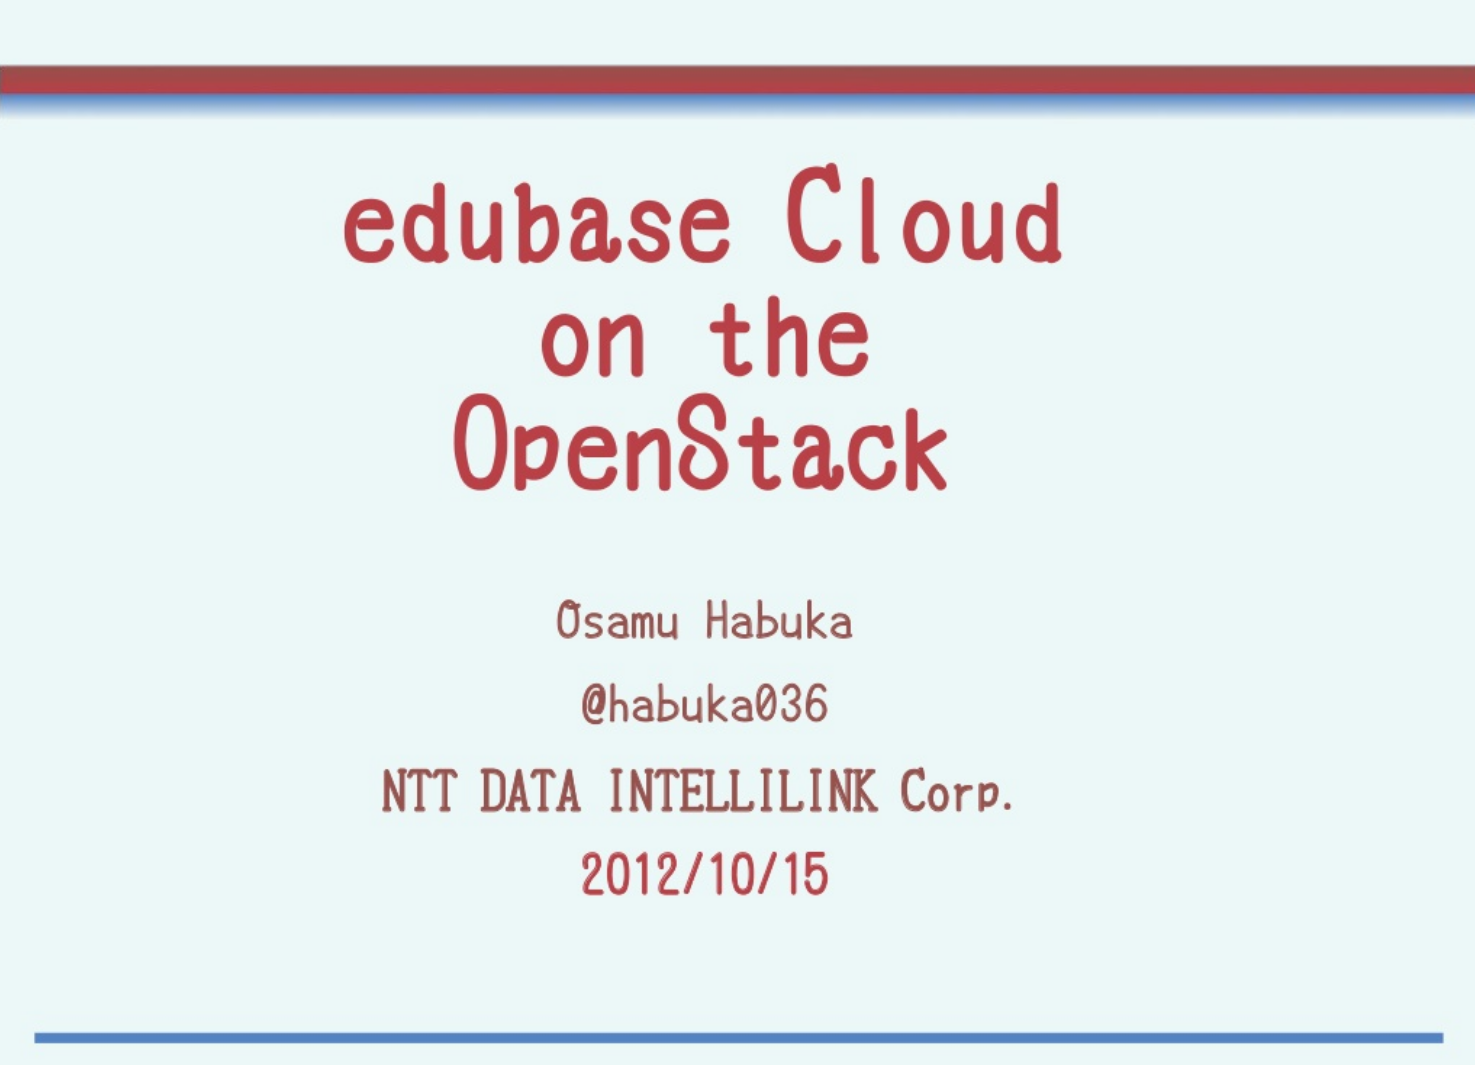 edubase Cloud
on the
OpenStack
Osamu Habuka
@habuka036
NTT DATA INTELLILINK Corp.
2012/10/15